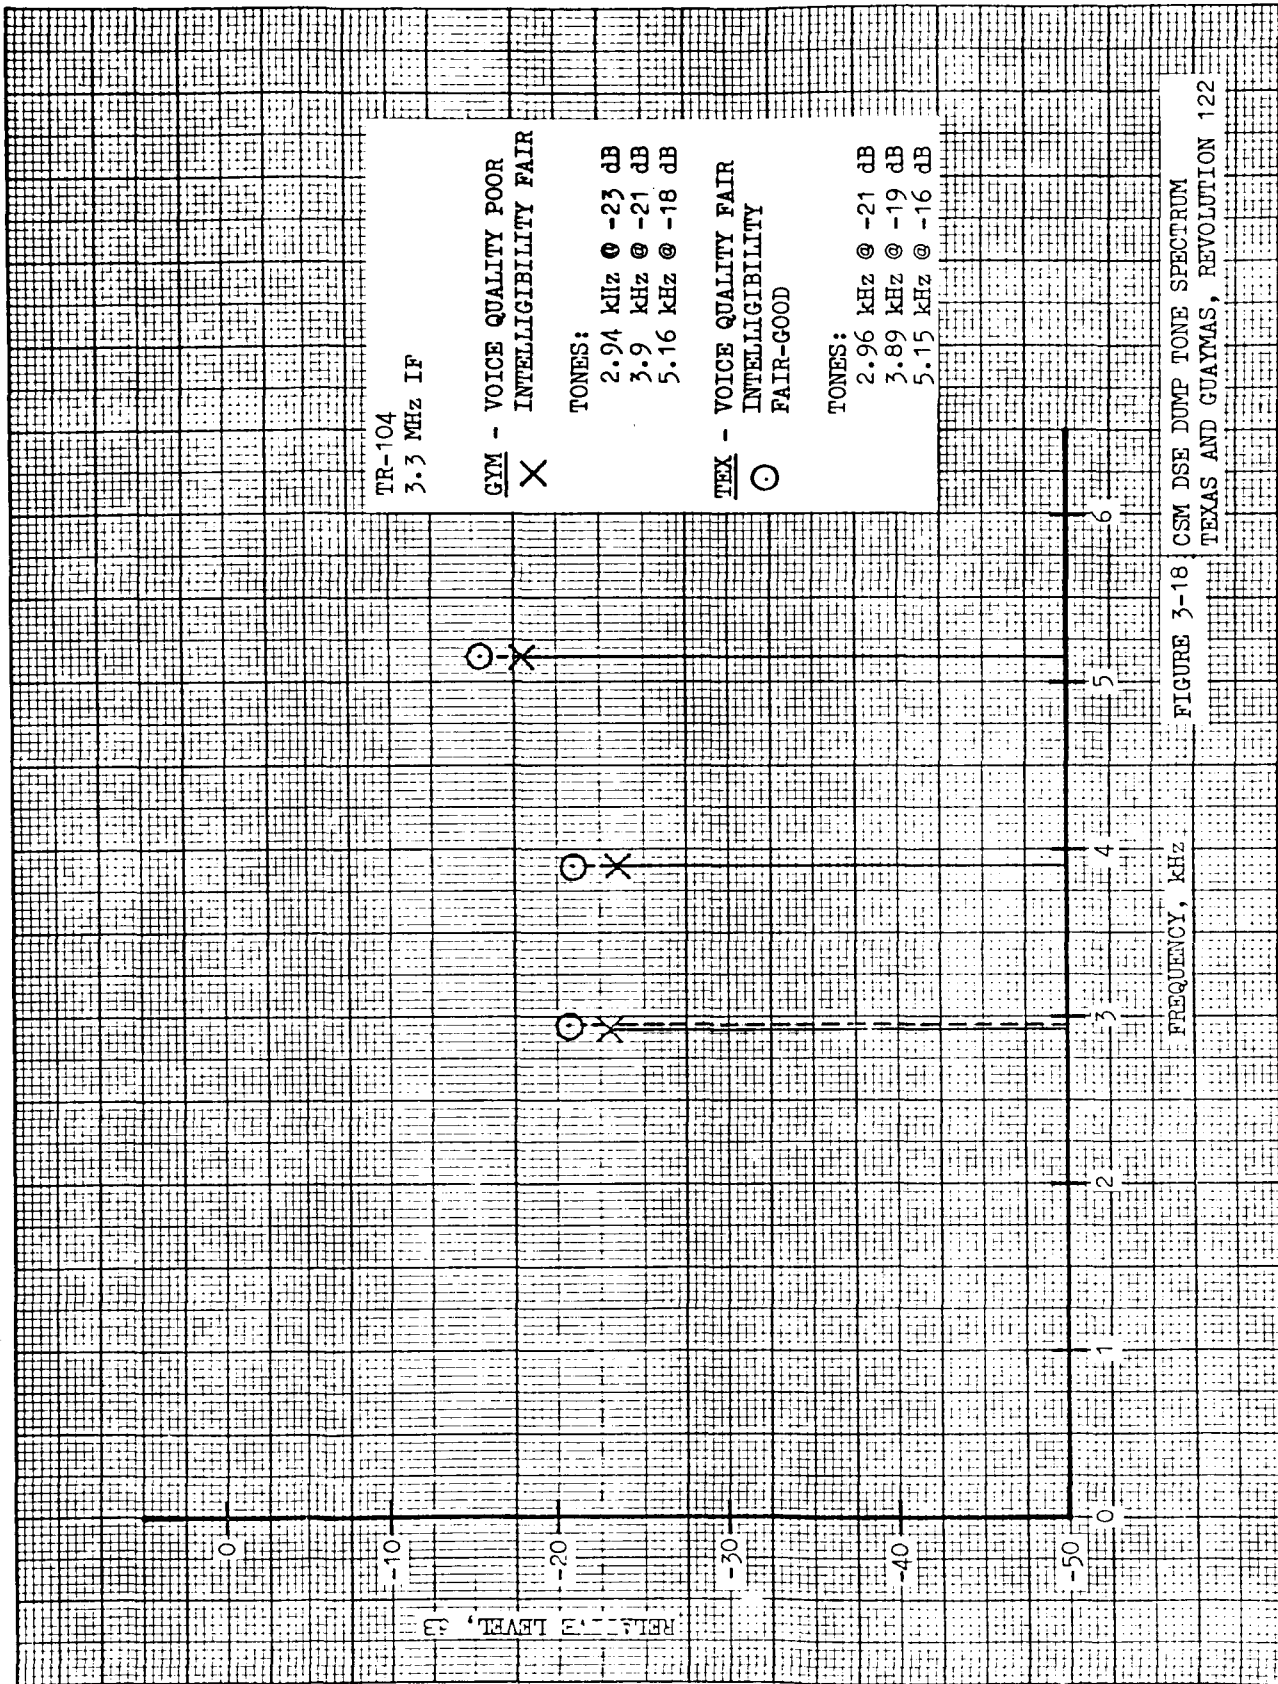 TR-104
3.3 MHz IF
GYM - VOICE QUALITY POOR
INTELLIGIBILITY FAIR
TONES:
2.94 kHz @ -23 dB
3.9 kHz @ -21 dB
5.16 kHz @ -18 dB
TEX - VOICE QUALITY FAIR
INTELLIGIBILITY
FAIR-GOOD
TONES:
2.96 kHz @ -21 dB
3.89 kHz @ -19 dB
5.15 kHz @ -16 dB
0
-10
-20
-30
-40
-50
LEVEL,
0 1 2 3 4 5 6
FREQUENCY, kHz
FIGURE 3-18 CSM DSE DUMP TONE SPECTRUM
TEXAS AND GUAYMAS, REVOLUTION 122